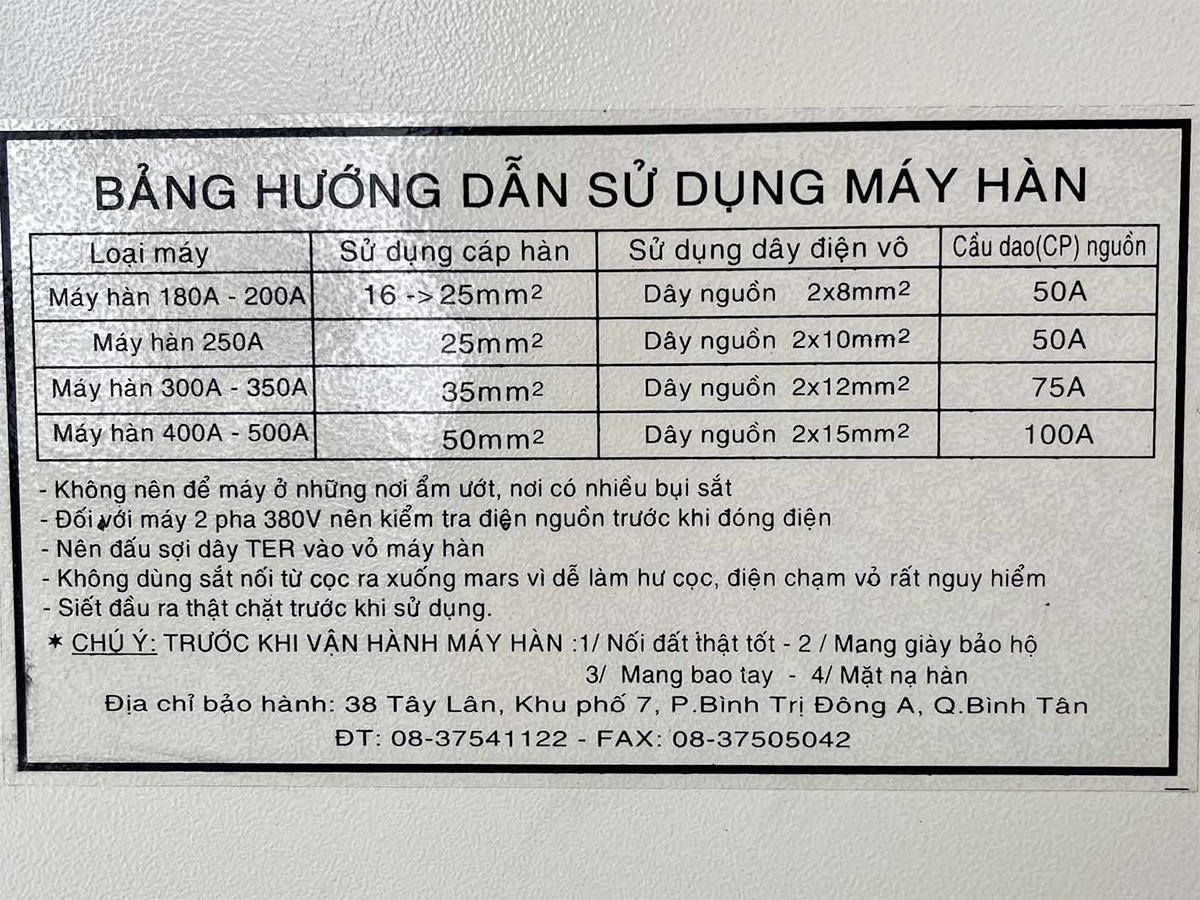 BẢNG HƯỚNG DẪN SỬ DỤNG MÁY HÀN
Loại máy Sử dụng cáp hàn Sử dụng dây điện vô Cầu dao(CP) nguồn
Máy hàn 180A - 200A 16 -> 25mm2 Dây nguồn 2x8mm2 50A
Máy hàn 250A 25mm2 Dây nguồn 2x10mm2 50A
Máy hàn 300A - 350A 35mm2 Dây nguồn 2x12mm2 75A
Máy hàn 400A - 500A 50mm2 Dây nguồn 2x15mm2 100A
- Không nên để máy ở những nơi ẩm ướt, nơi có nhiều bụi sắt
- Đối với máy 2 pha 380V nên kiểm tra điện nguồn trước khi đóng điện
- Nên đấu sợi dây TER vào vỏ máy hàn
- Không dùng sắt nối từ cọc ra xuống mars vì dễ làm hư cọc, điện chạm vỏ rất nguy hiểm
- Siết đầu ra thật chặt trước khi sử dụng.
* CHÚ Ý: TRƯỚC KHI VẬN HÀNH MÁY HÀN :1/ Nối đất thật tốt - 2 / Mang giày bảo hộ
3/ Mang bao tay - 4/ Mặt nạ hàn
Địa chỉ bảo hành: 38 Tây Lân, Khu phố 7, P.Bình Trị Đông A, Q.Bình Tân
ĐT: 08-37541122 - FAX: 08-37505042